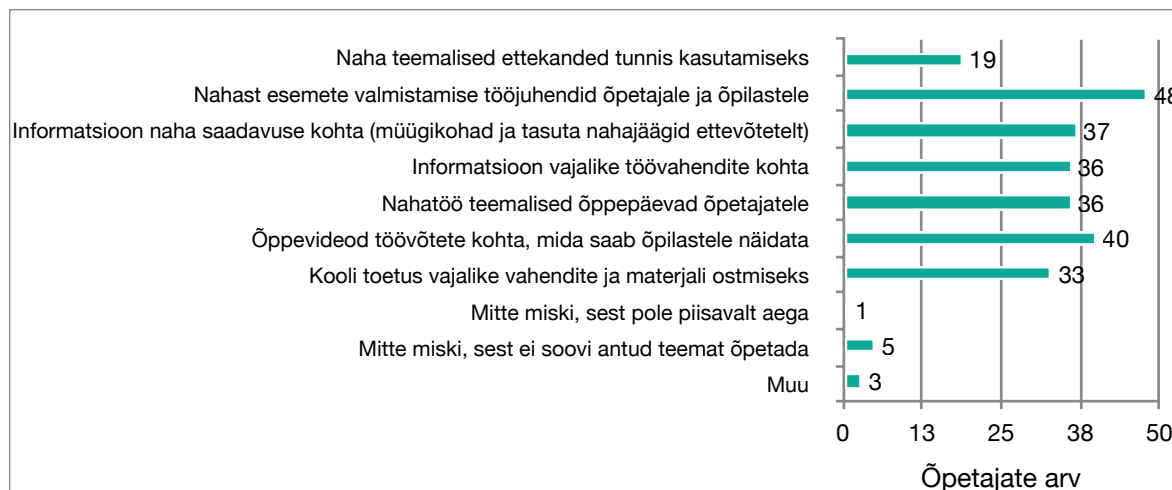 Naha teemalised ettekanded tunnis kasutamiseks 19
Nahast esemete valmistamise tööjuhendid õpetajale ja õpilastele 48
Informatsioon naha saadavuse kohta (müügikohad ja tasuta nahajäägid ettevõtetelt) 37
Informatsioon vajalike töövahendite kohta 36
Nahatöö teemalised õppepäevad õpetajatele 36
Õppevideod töövõtete kohta, mida saab õpilastele näidata 40
Kooli toetus vajalike vahendite ja materjali ostmiseks 33
Mitte miski, sest pole piisavalt aega 1
Mitte miski, sest ei soovi antud teemat õpetada 5
Muu 3
0 13 25 38 50
Õpetajate arv